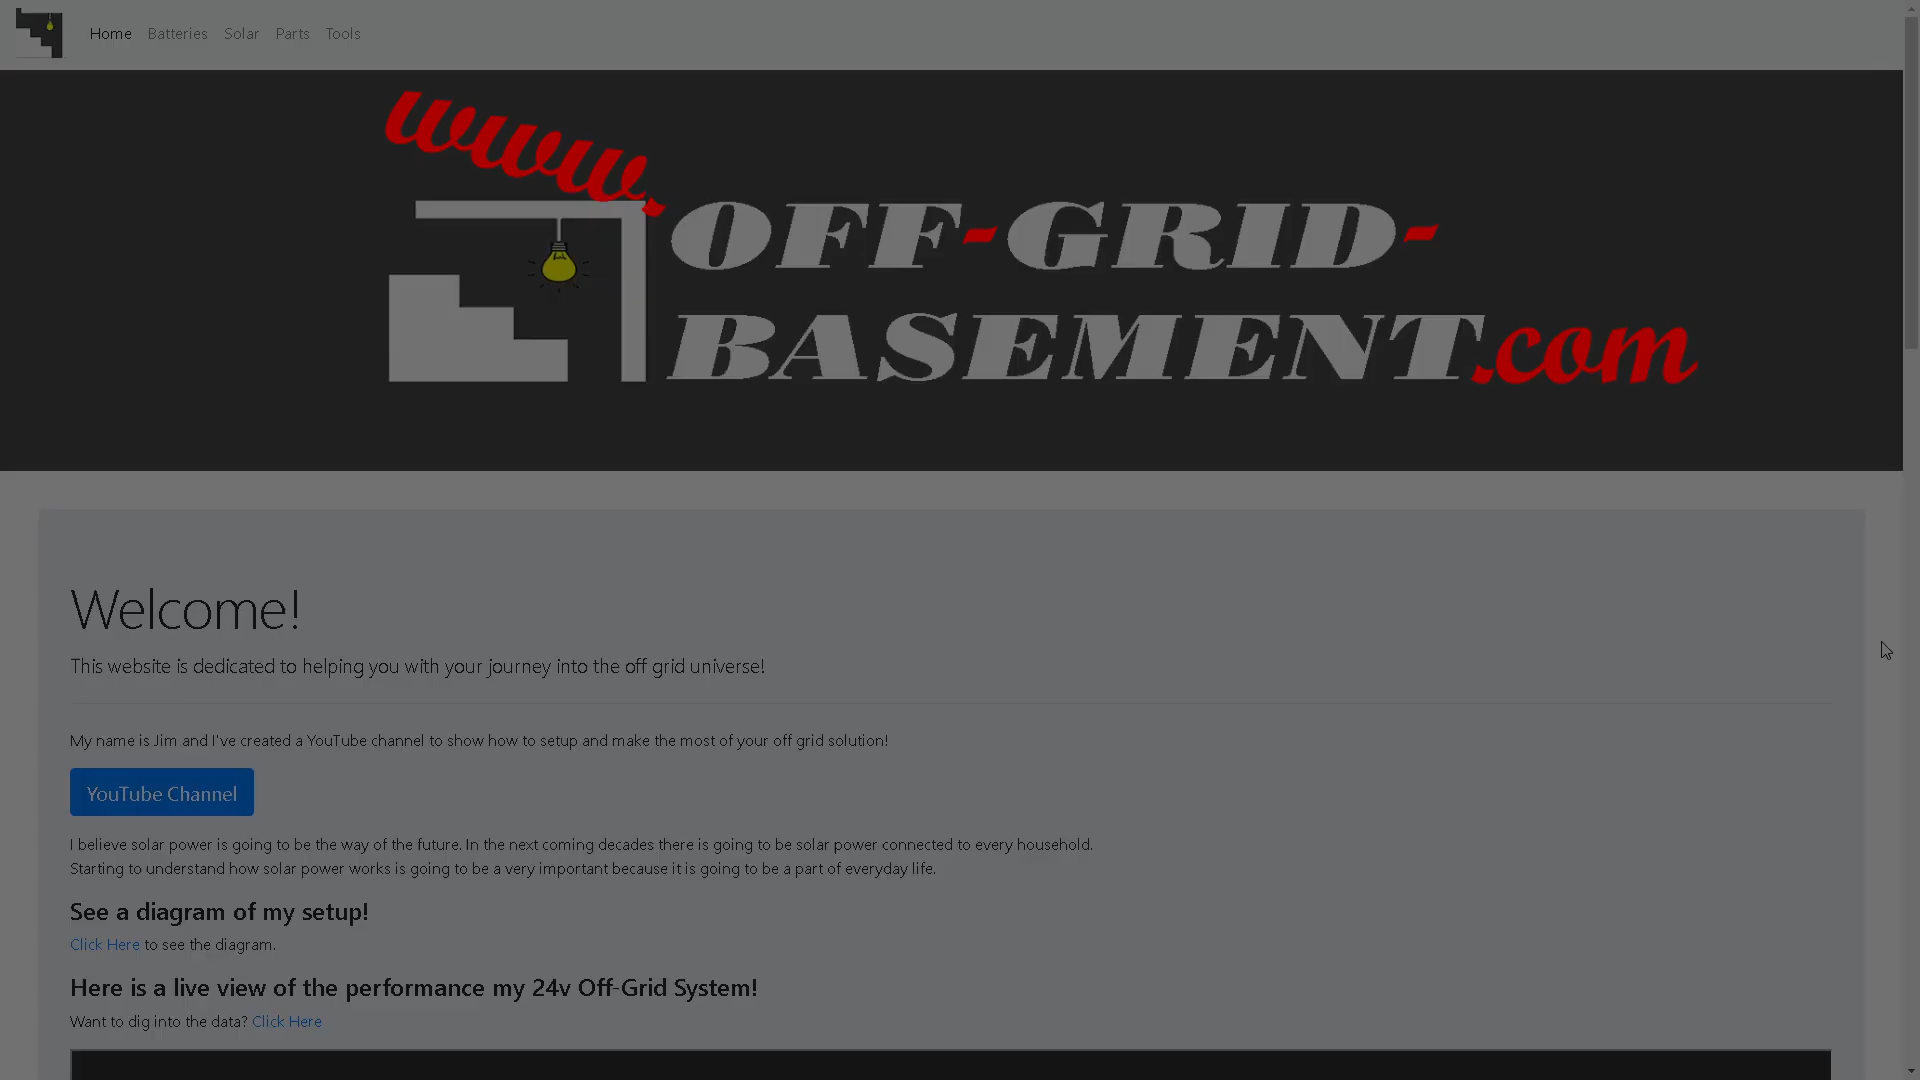 Home Batteries Solar Parts Tools
www.
OFF-GRID-
BASEMENT.com
Welcome!
This website is dedicated to helping you with your journey into the off grid universe!
My name is Jim and I've created a YouTube channel to show how to setup and make the most of your off grid solution!
YouTube Channel
I believe solar power is going to be the way of the future. In the next coming decades there is going to be solar power connected to every household.
Starting to understand how solar power works is going to be a very important because it is going to be a part of everyday life.
See a diagram of my setup!
Click Here to see the diagram.
Here is a live view of the performance my 24v Off-Grid System!
Want to dig into the data? Click Here